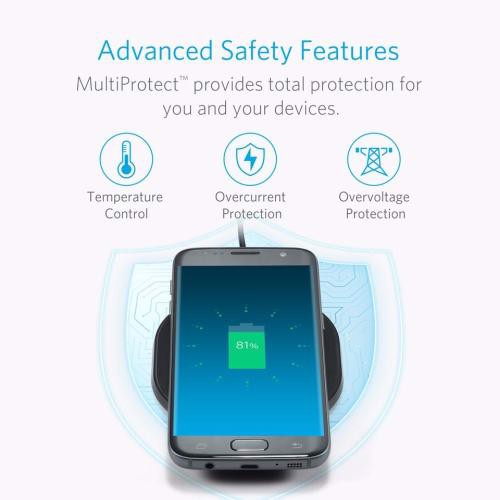 Advanced Safety Features
MultiProtect™ provides total protection for
you and your devices.
Temperature
Control
Overcurrent
Protection
Overvoltage
Protection
81%